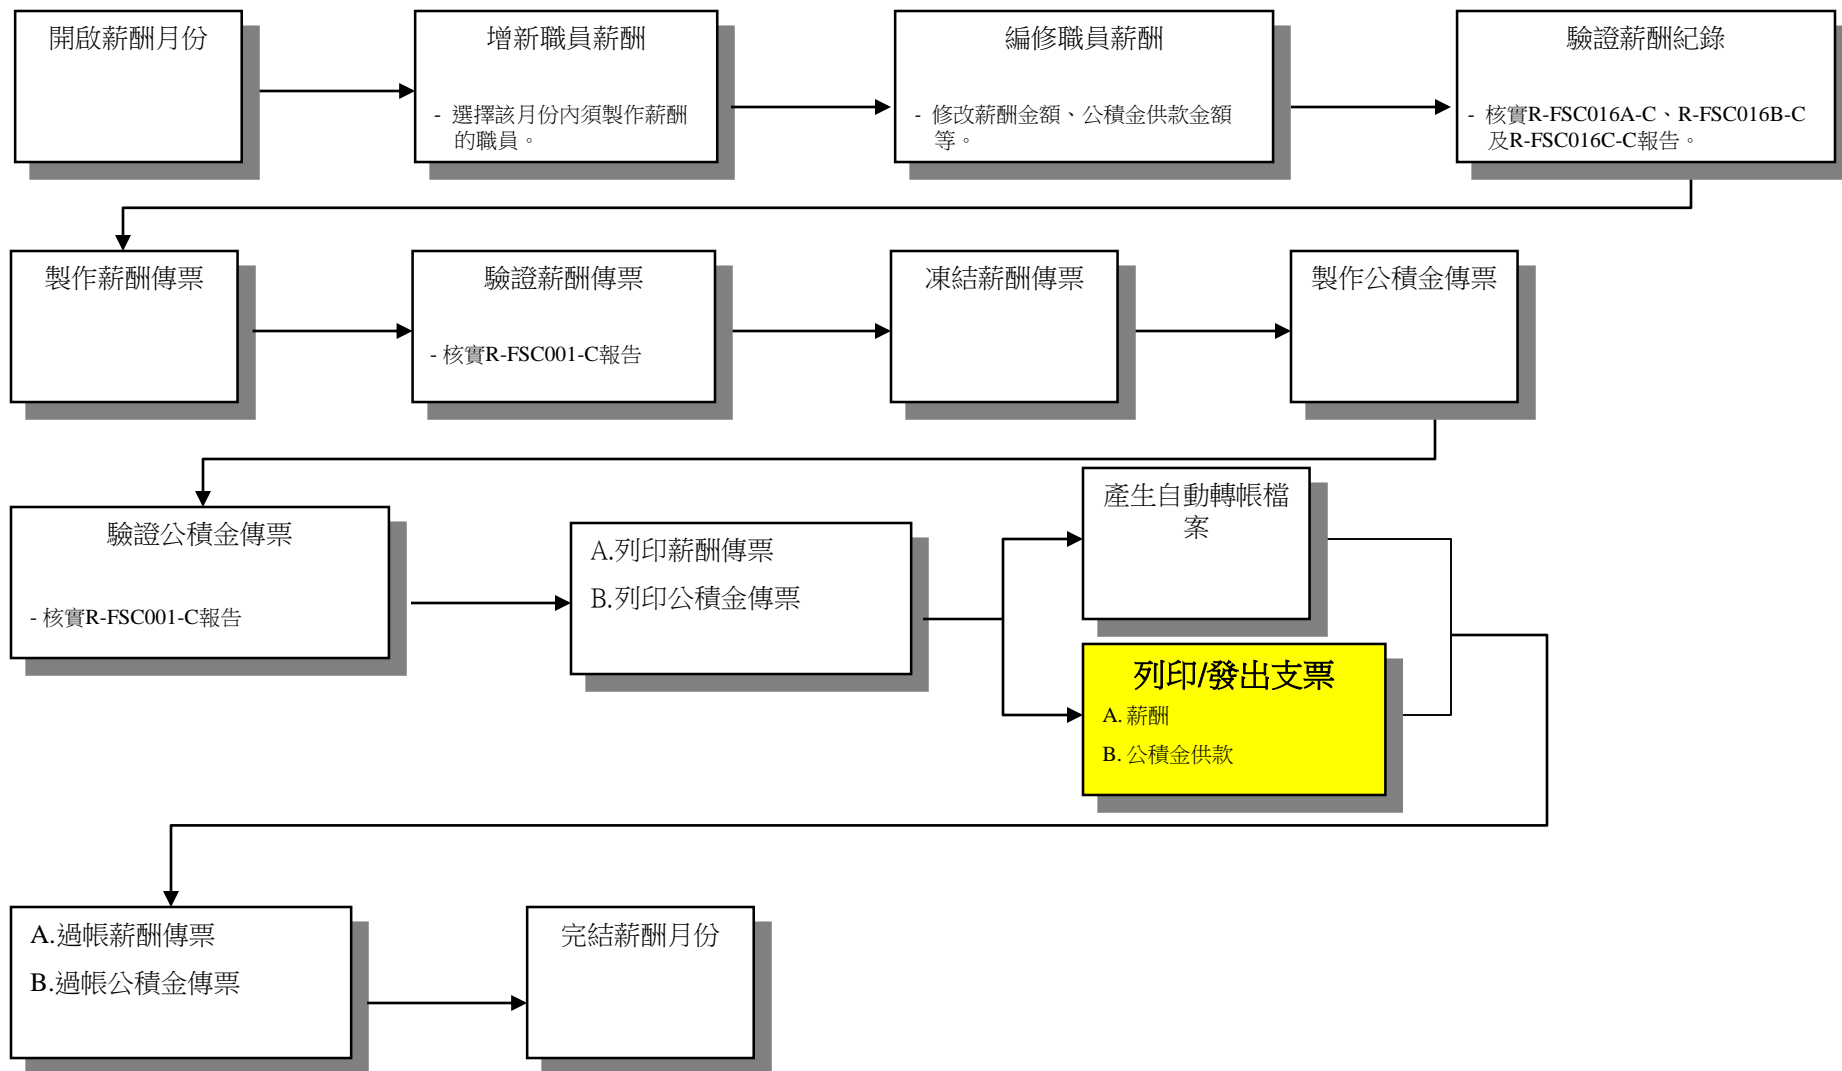 開啟薪酬月份
增新職員薪酬
- 選擇該月份內須製作薪酬
的職員。
編修職員薪酬
- 修改薪酬金額、公積金供款金額
等。
驗證薪酬紀錄
- 核實R-FSC016A-C、R-FSC016B-C
及R-FSC016C-C報告。
製作薪酬傳票
驗證薪酬傳票
- 核實R-FSC001-C報告
凍結薪酬傳票
製作公積金傳票
驗證公積金傳票
- 核實R-FSC001-C報告
A.列印薪酬傳票
B.列印公積金傳票
產生自動轉帳檔
案
列印/發出支票
A. 薪酬
B. 公積金供款
A.過帳薪酬傳票
B.過帳公積金傳票
完結薪酬月份